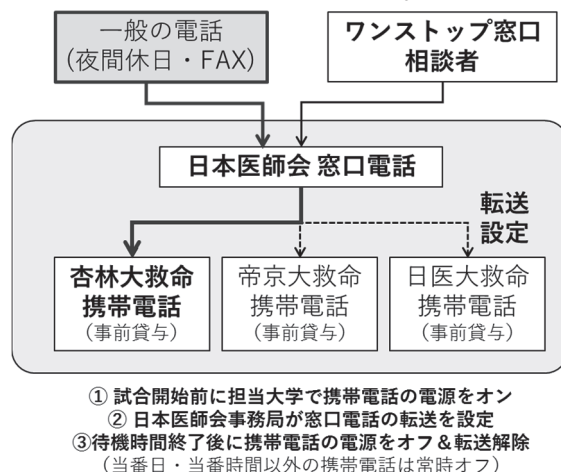 一般の電話
(夜間休日・FAX)
ワンストップ窓口
相談者
日本医師会 窓口電話
転送
設定
杏林大救命
携帯電話
(事前貸与)
帝京大救命
携帯電話
(事前貸与)
日医大救命
携帯電話
(事前貸与)
① 試合開始前に担当大学で携帯電話の電源をオン
② 日本医師会事務局が窓口電話の転送を設定
③待機時間終了後に携帯電話の電源をオフ＆転送解除
(当番日・当番時間以外の携帯電話は常時オフ)